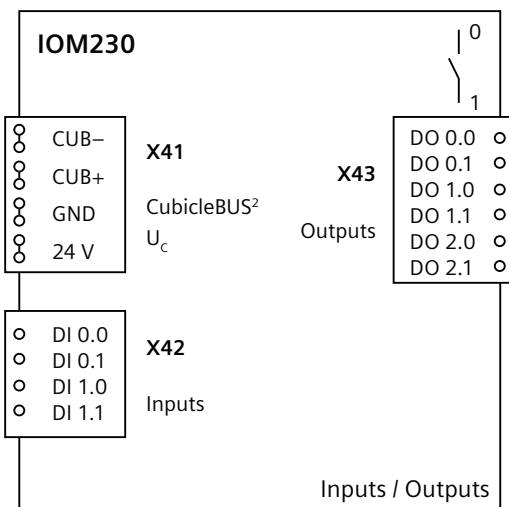 IOM230
0
1
CUB–
CUB+
GND
24 V
X41
CubicleBUS²
U_C
X43
Outputs
DO 0.0
DO 0.1
DO 1.0
DO 1.1
DO 2.0
DO 2.1
DI 0.0
DI 0.1
DI 1.0
DI 1.1
X42
Inputs
Inputs / Outputs